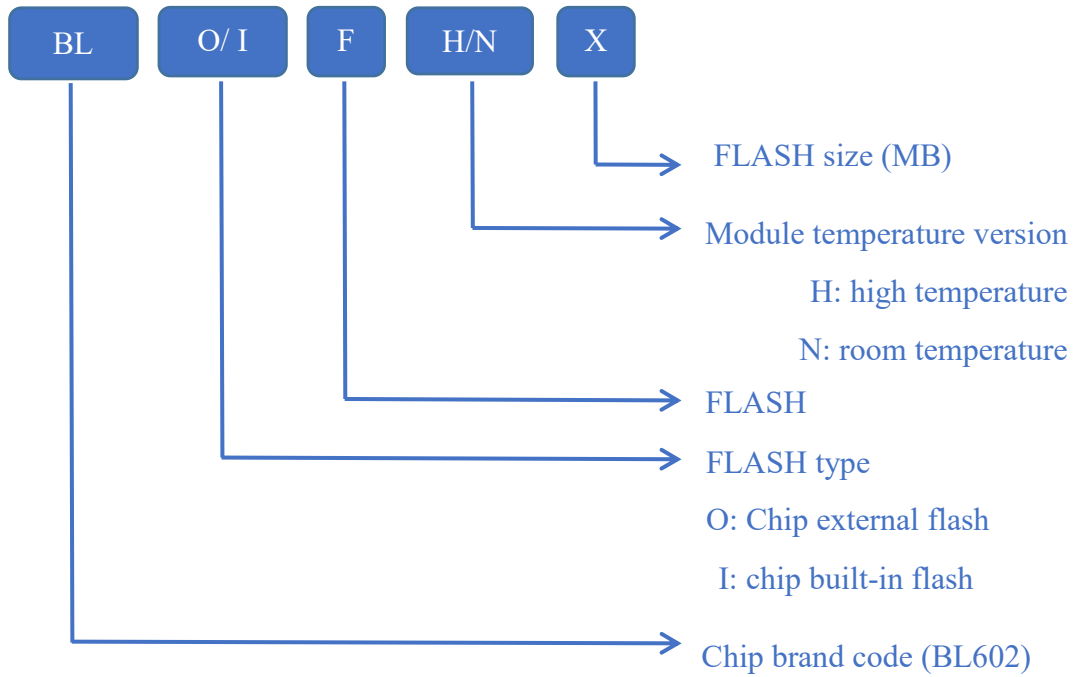 BL O/ I F H/N X
FLASH size (MB)
Module temperature version
H: high temperature
N: room temperature
FLASH
FLASH type
O: Chip external flash
I: chip built-in flash
Chip brand code (BL602)